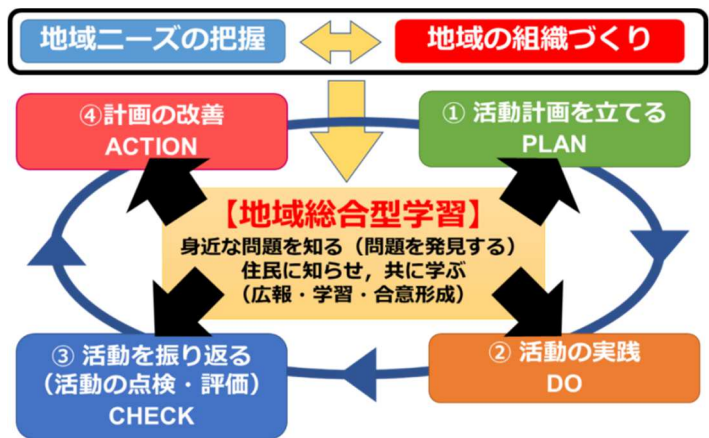 地域ニーズの把握
地域の組織づくり
④計画の改善
ACTION
① 活動計画を立てる
PLAN
【地域総合型学習】
身近な問題を知る（問題を発見する）
住民に知らせ，共に学ぶ
（広報・学習・合意形成）
③ 活動を振り返る
（活動の点検・評価）
CHECK
② 活動の実践
DO